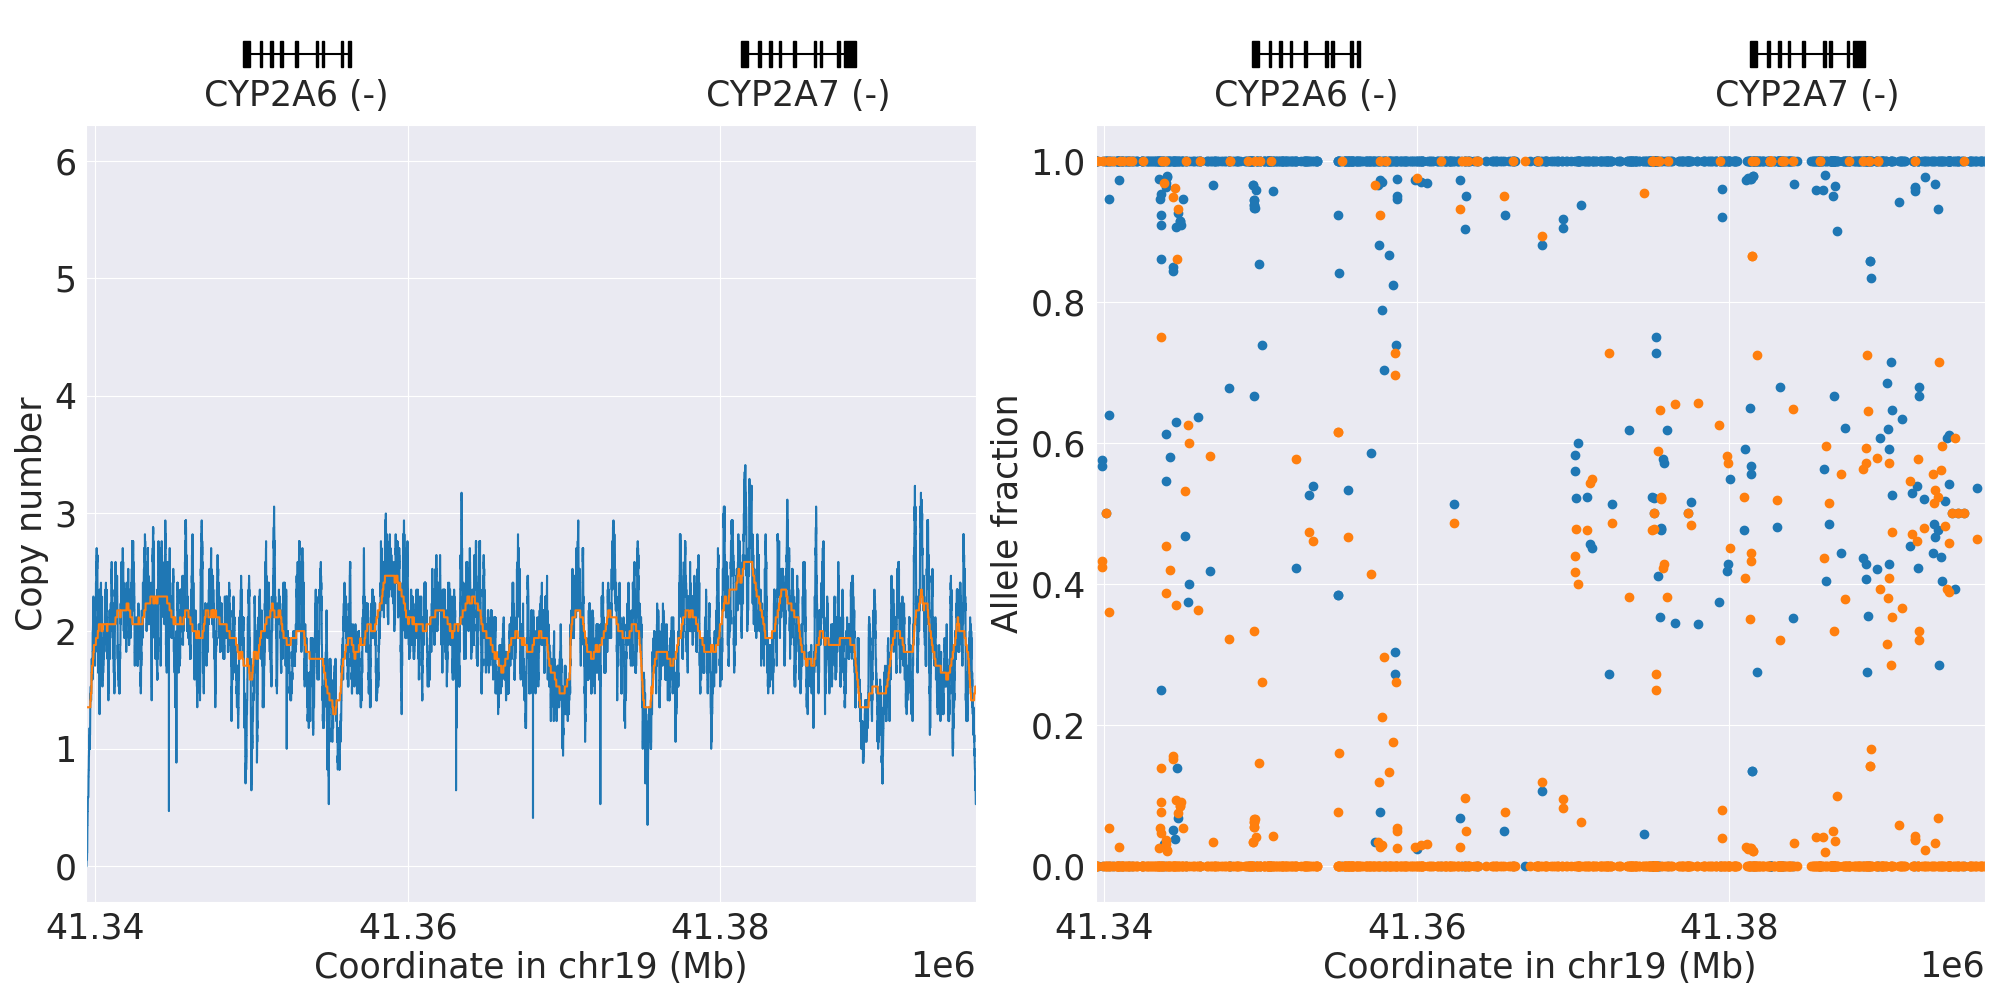 CYP2A6 (-)
CYP2A7 (-)
6
5
4
3
2
1
0
Copy number
41.34
41.36
41.38
Coordinate in chr19 (Mb)
1e6
CYP2A6 (-)
CYP2A7 (-)
1.0
0.8
0.6
0.4
0.2
0.0
Allele fraction
41.34
41.36
41.38
Coordinate in chr19 (Mb)
1e6